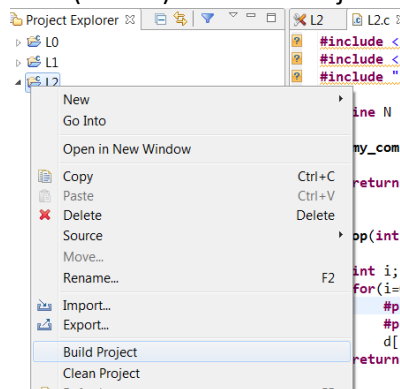 Project Explorer
L2
L2.c
L0
L1
L2
#include <
#include <
#include "
ine N
my_com
return
op(int
int i;
for(i=
#p
#p
d[
return
New
Go Into
Open in New Window
Copy Ctrl+C
Paste Ctrl+V
Delete Delete
Source
Move...
Rename... F2
Import...
Export...
Build Project
Clean Project